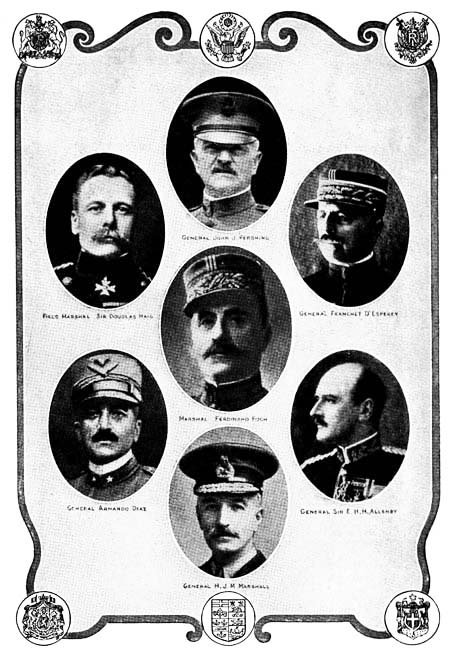 GENERAL JOHN J. PERSHING
FIELD MARSHAL SIR DOUGLAS HAIG
GENERAL FRANCHET D'ESPEREY
MARSHAL FERDINAND FOCH
GENERAL ARMANDO DIAZ
GENERAL SIR E. H. H. ALLENBY
GENERAL H. J. M. MARSHALL